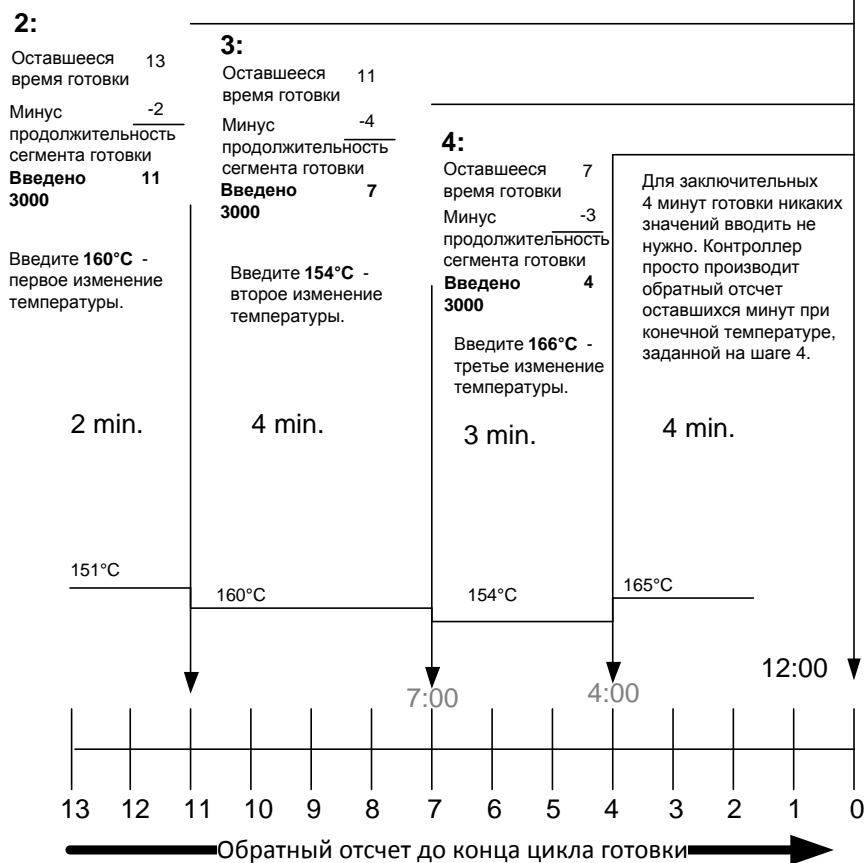 2:
Оставшееся 13
время готовки
Минус -2
продолжительность
сегмента готовки
Введено 11
3000
Введите 160°C -
первое изменение
температуры.
2 min.
3:
Оставшееся 11
время готовки
Минус -4
продолжительность
сегмента готовки
Введено 7
3000
Введите 154°C -
второе изменение
температуры.
4 min.
4:
Оставшееся 7
время готовки
Минус -3
продолжительность
сегмента готовки
Введено 4
3000
Введите 166°C -
третье изменение
температуры.
3 min.
Для заключительных
4 минут готовки никаких
значений вводить не
нужно. Контроллер
просто производит
обратный отсчет
оставшихся минут при
конечной температуре,
заданной на шаге 4.
4 min.
151°C
160°C
154°C
165°C
7:00
4:00
12:00
13 12 11 10 9 8 7 6 5 4 3 2 1 0
Обратный отсчет до конца цикла готовки